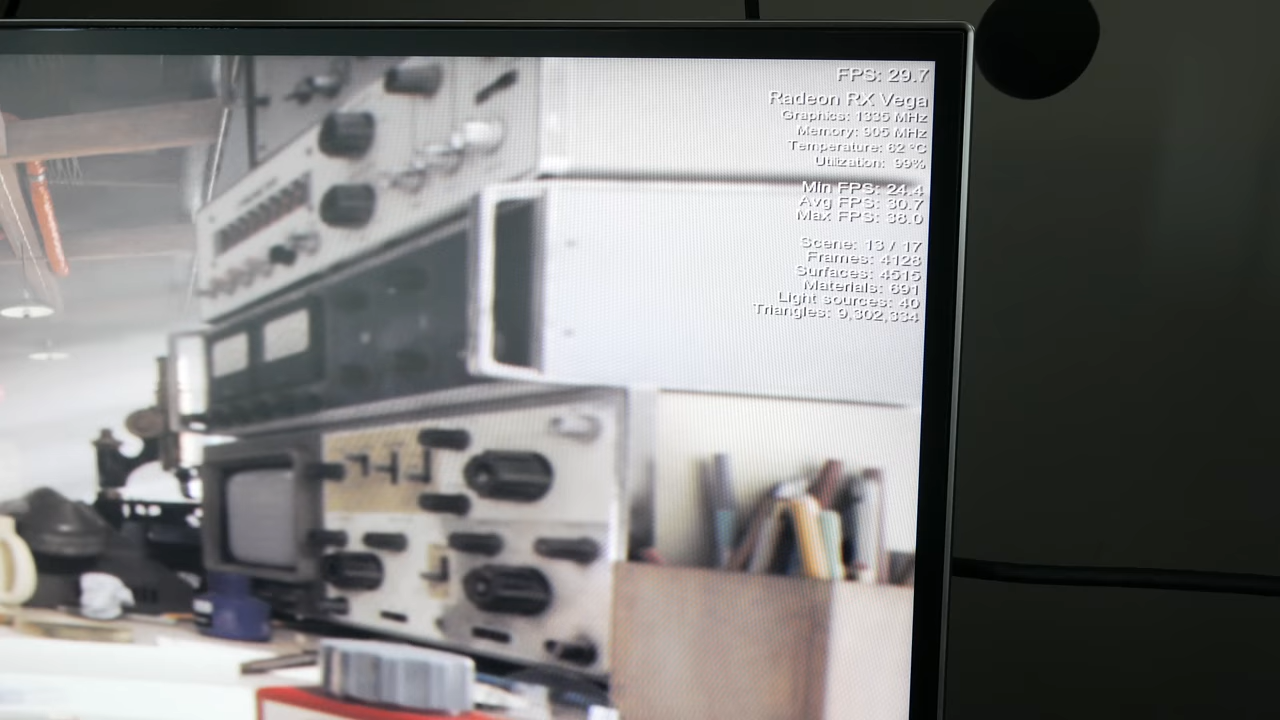 FPS: 29.7
Radeon RX Vega
Graphics: 1335 MHz
Memory: 905 MHz
Temperature: 62 °C
Utilization: 99%
Min FPS: 24.4
Avg FPS: 30.7
Max FPS: 38.0
Scene: 13 / 17
Frames: 4128
Surfaces: 4515
Materials: 691
Light sources: 40
Triangles: 9,302,334